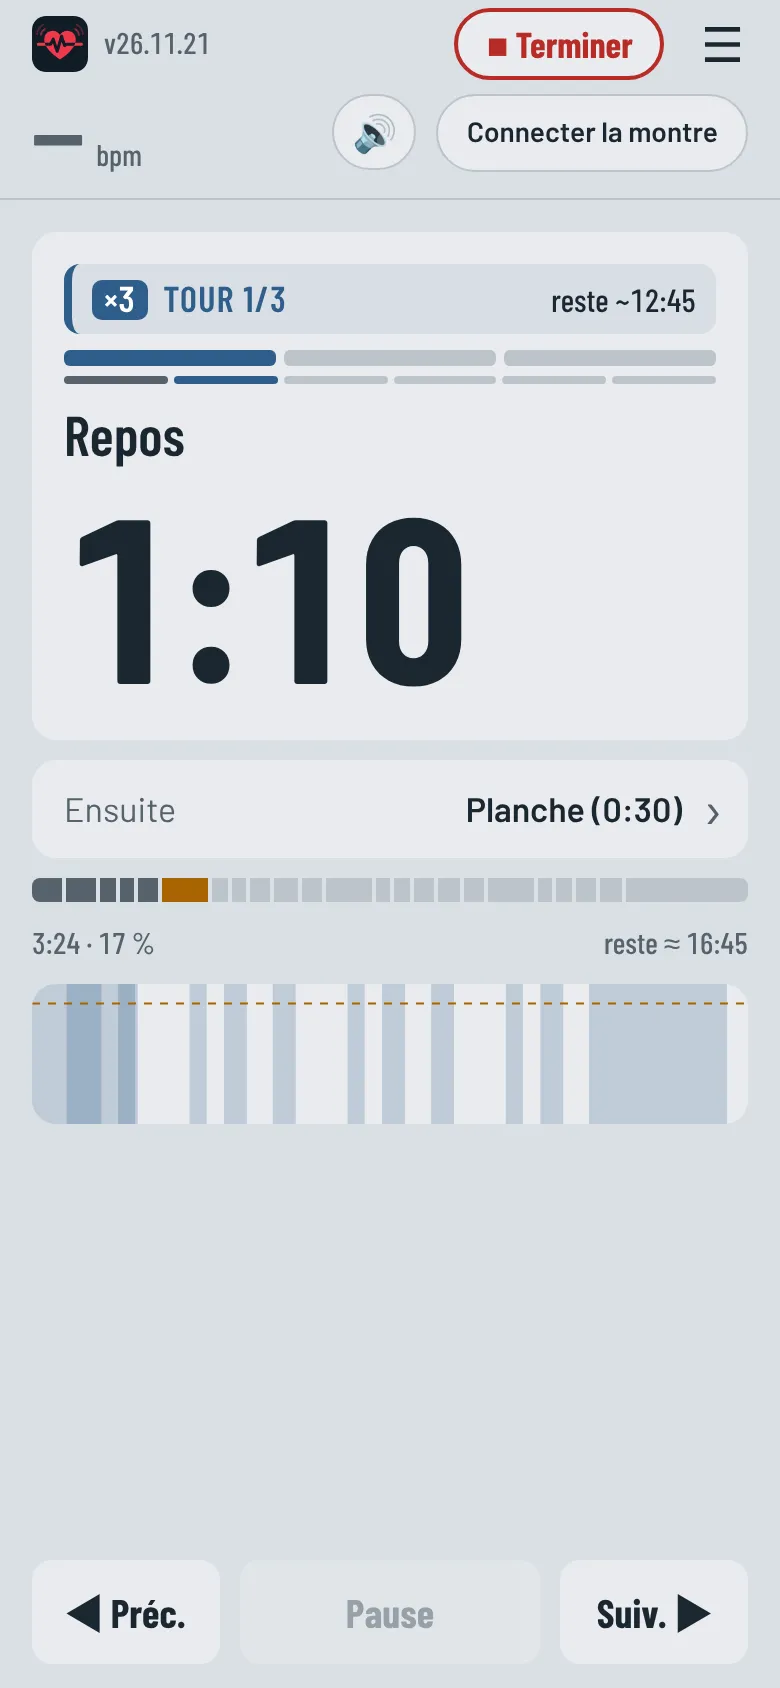 v26.11.21
■ Terminer
— bpm
Connecter la montre
×3 TOUR 1/3 reste ~12:45
Repos
1:10
Ensuite Planche (0:30) ›
3:24 · 17 % reste ≈ 16:45
◀ Préc. Pause Suiv. ▶